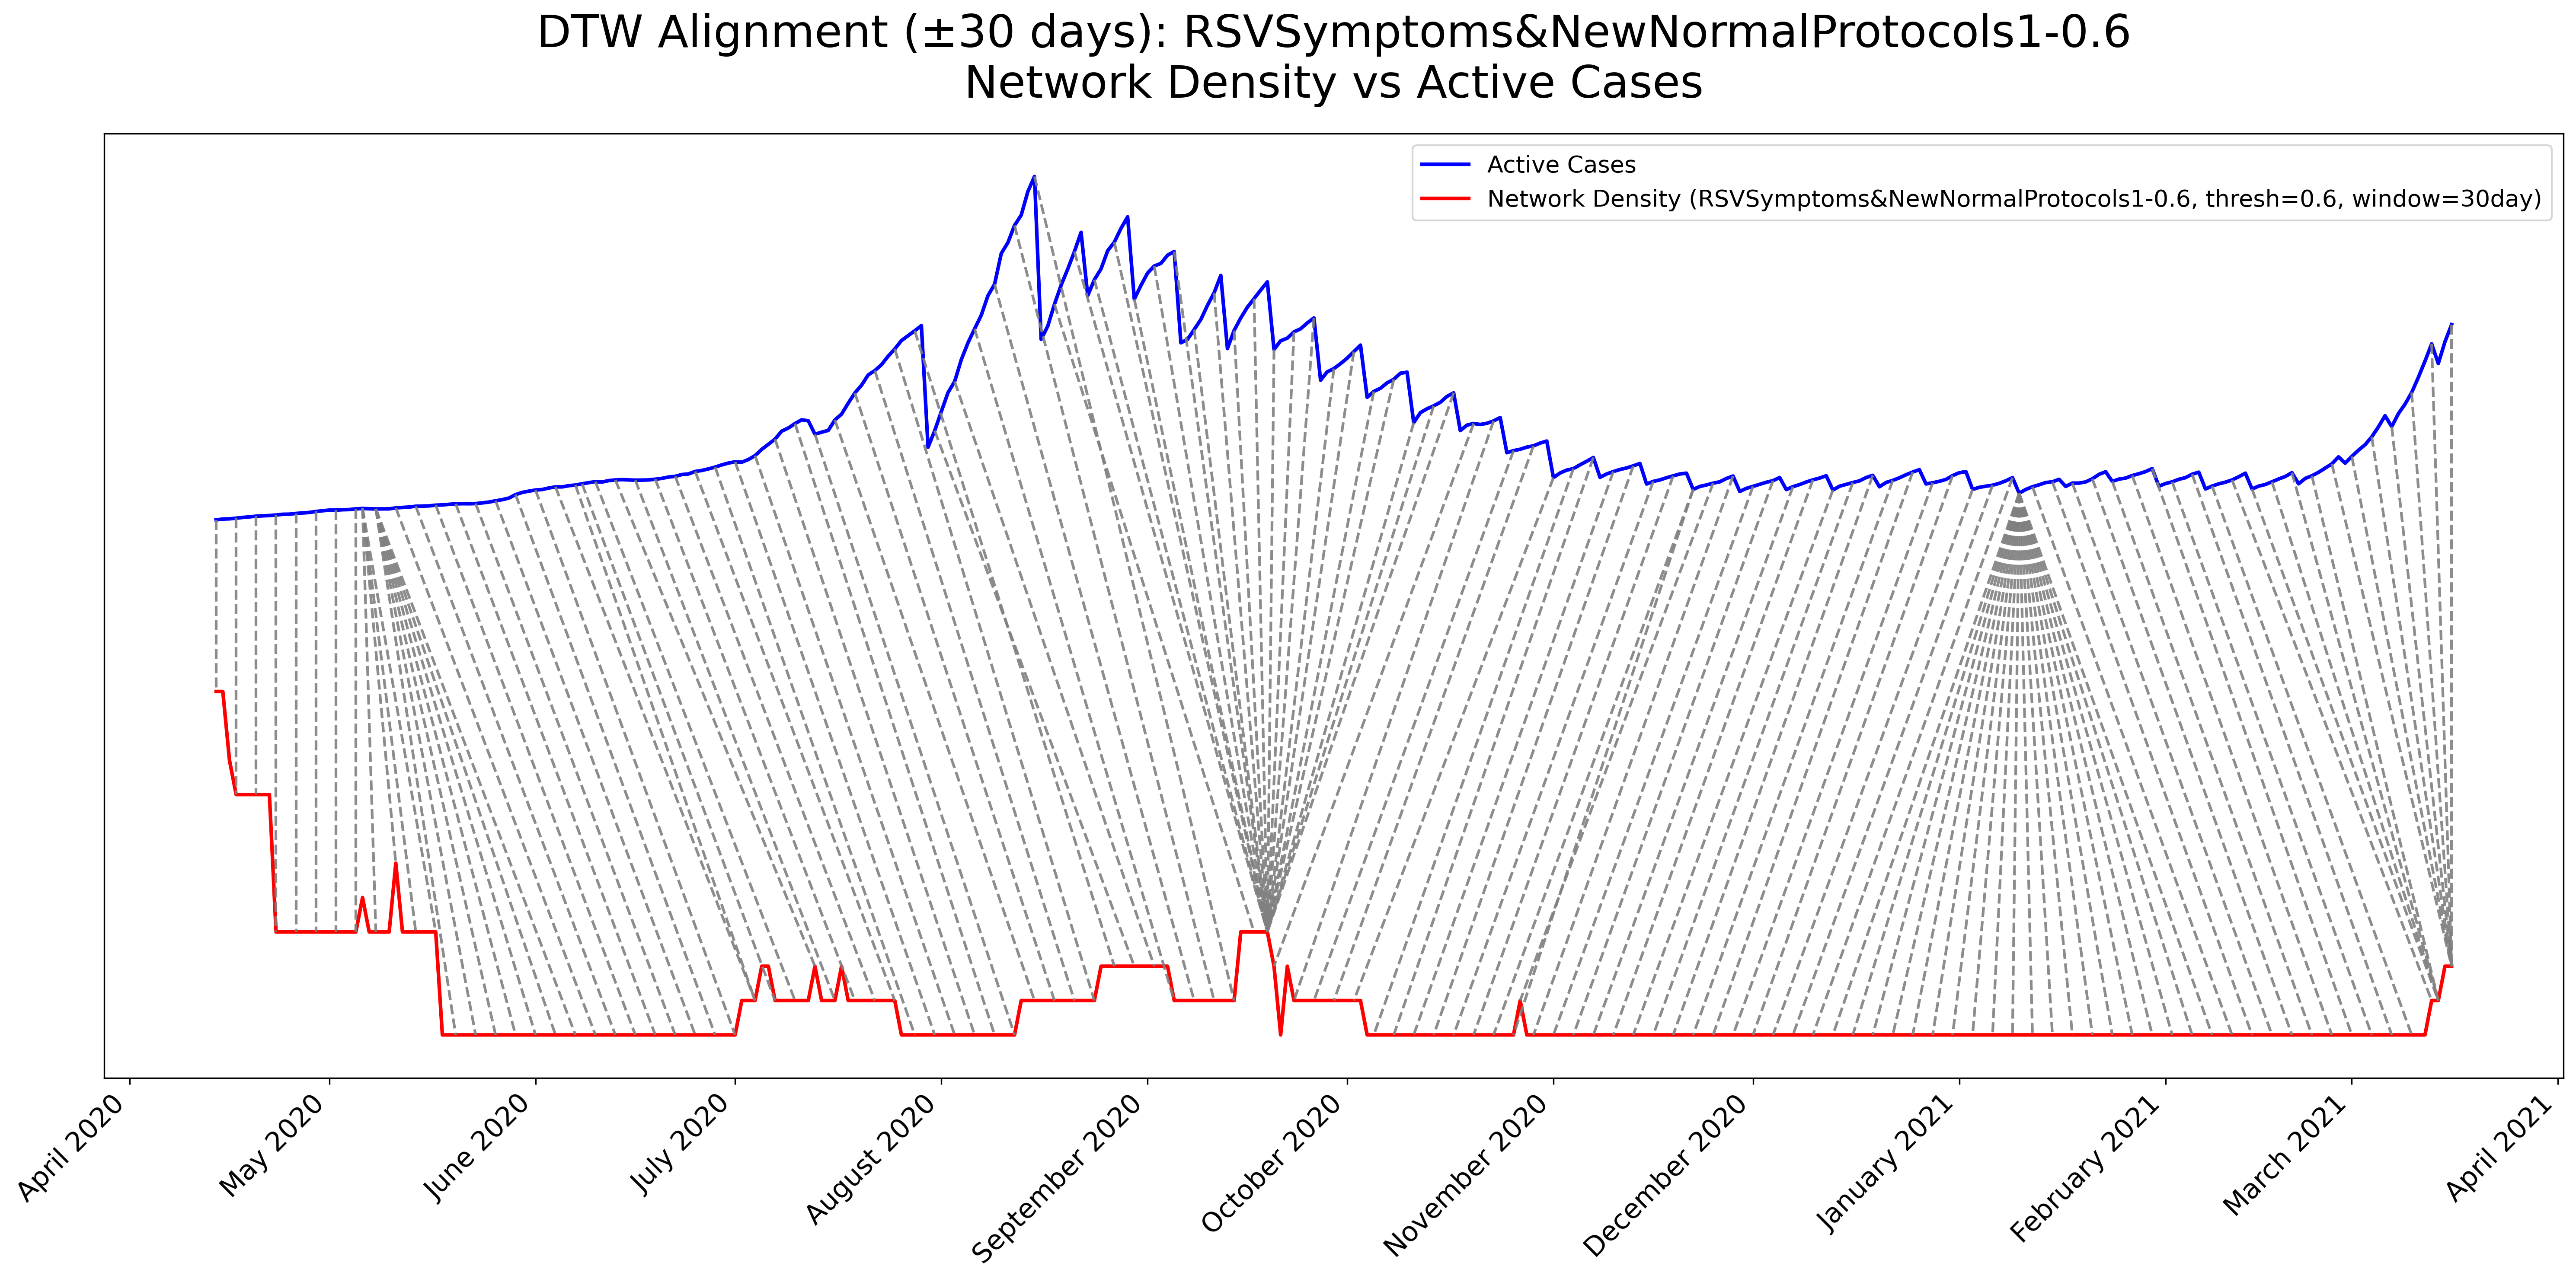 DTW Alignment (±30 days): RSVSymptoms&NewNormalProtocols1-0.6
Network Density vs Active Cases
Active Cases
Network Density (RSVSymptoms&NewNormalProtocols1-0.6, thresh=0.6, window=30day)
April 2020
May 2020
June 2020
July 2020
August 2020
September 2020
October 2020
November 2020
December 2020
January 2021
February 2021
March 2021
April 2021